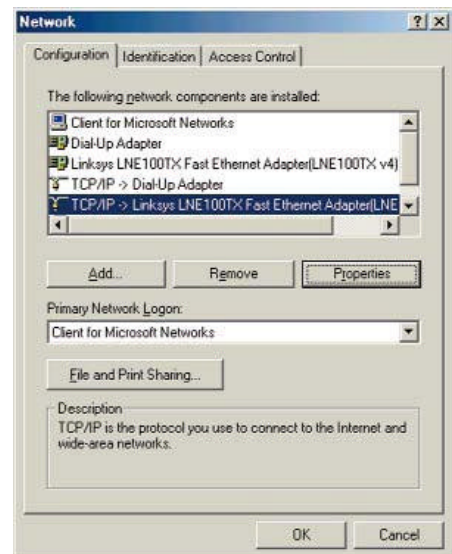 Network
Configuration Identification Access Control
The following network components are installed:
Client for Microsoft Networks
Dial-Up Adapter
Linksys LNE100TX Fast Ethernet Adapter(LNE100TX v4)
TCP/IP -> Dial-Up Adapter
TCP/IP -> Linksys LNE100TX Fast Ethernet Adapter(LNE
Add... Remove Properties
Primary Network Logon:
Client for Microsoft Networks
File and Print Sharing...
Description
TCP/IP is the protocol you use to connect to the Internet and
wide-area networks.
OK Cancel